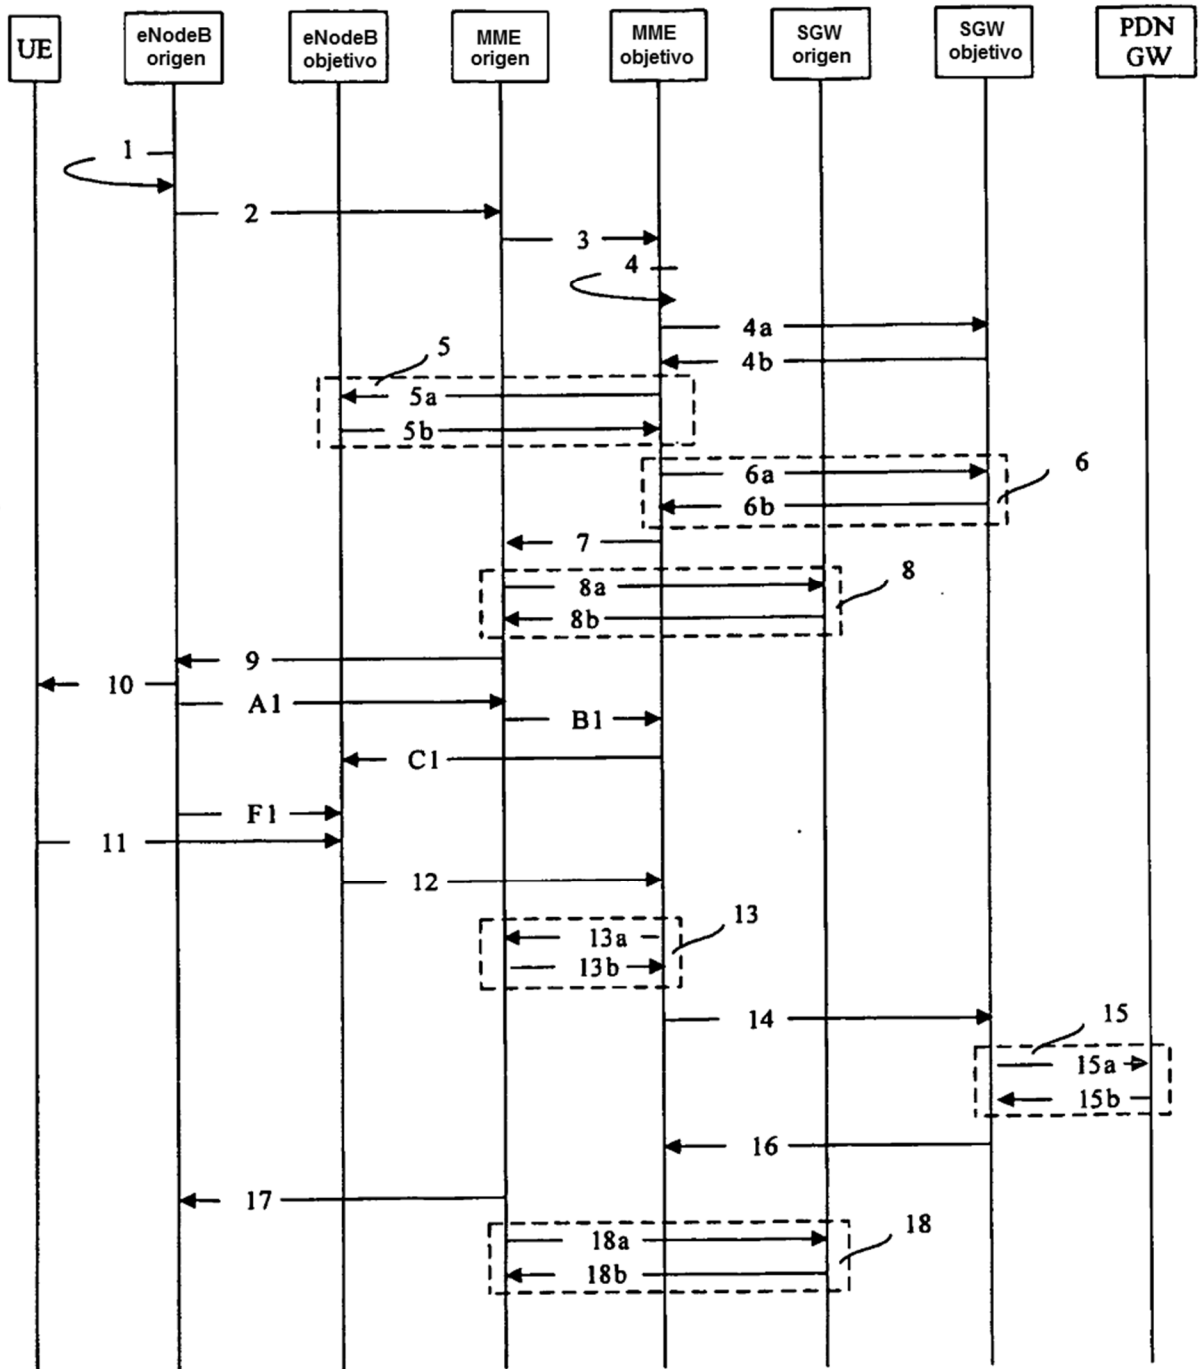 UE
eNodeB
origen
eNodeB
objetivo
MME
origen
MME
objetivo
SGW
origen
SGW
objetivo
PDN
GW
1
2
3
4
4a
4b
5
5a
5b
6a
6
6b
7
8
8a
8b
9
10
A1
B1
C1
F1
11
12
13
13a
13b
14
15
15a
15b
16
17
18
18a
18b